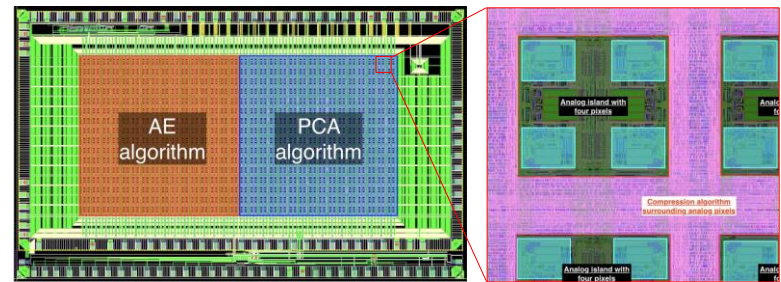 AE
algorithm
PCA
algorithm
Analog island with
four pixels
Compression algorithm
surrounding analog pixels
Analog island with
four pixels